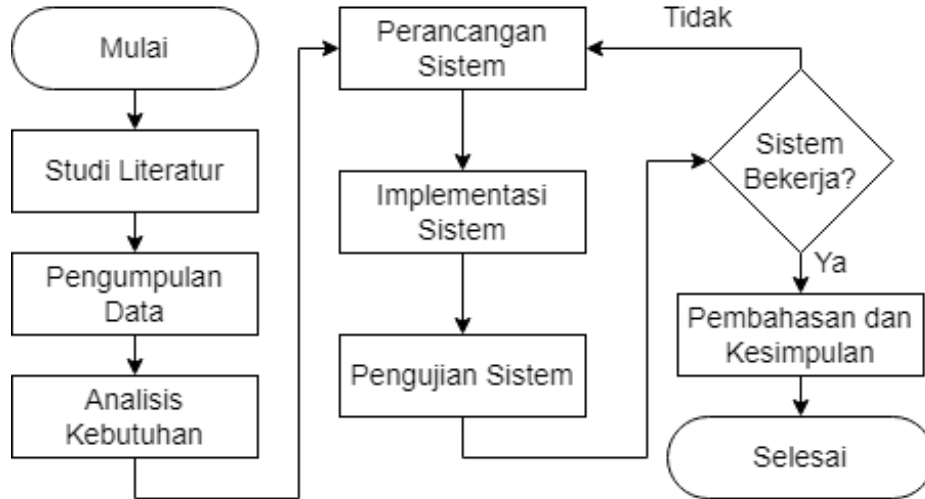 Mulai
Studi Literatur
Pengumpulan
Data
Analisis
Kebutuhan
Perancangan
Sistem
Implementasi
Sistem
Pengujian Sistem
Tidak
Sistem
Bekerja?
Ya
Pembahasan dan
Kesimpulan
Selesai